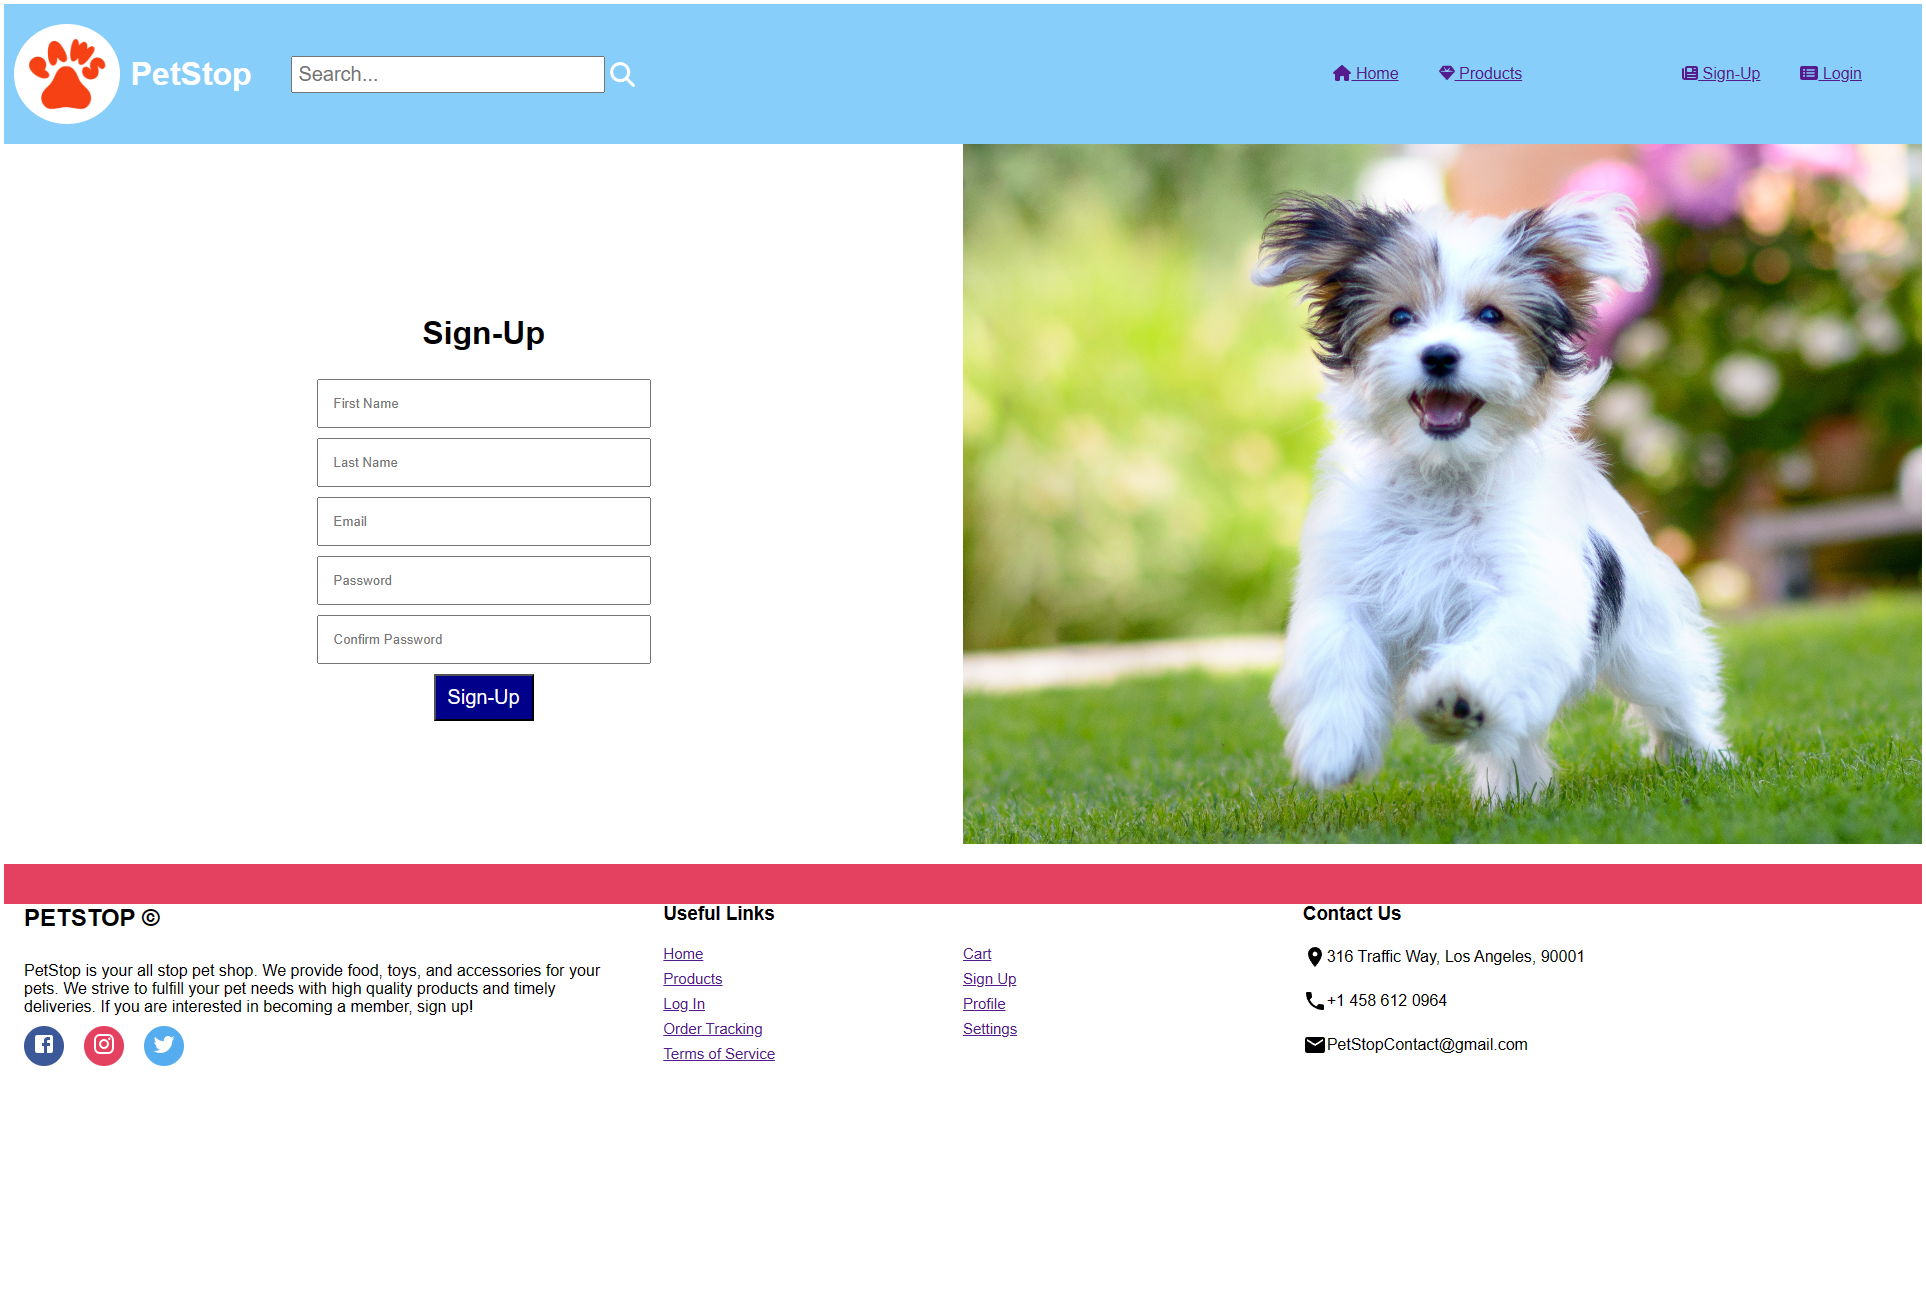 PetStop
Search...
Home
Products
Sign-Up
Login
Sign-Up
First Name
Last Name
Email
Password
Confirm Password
Sign-Up
PETSTOP ©
PetStop is your all stop pet shop. We provide food, toys, and accessories for your
pets. We strive to fulfill your pet needs with high quality products and timely
deliveries. If you are interested in becoming a member, sign up!
Useful Links
Home
Products
Log In
Order Tracking
Terms of Service
Cart
Sign Up
Profile
Settings
Contact Us
316 Traffic Way, Los Angeles, 90001
+1 458 612 0964
PetStopContact@gmail.com